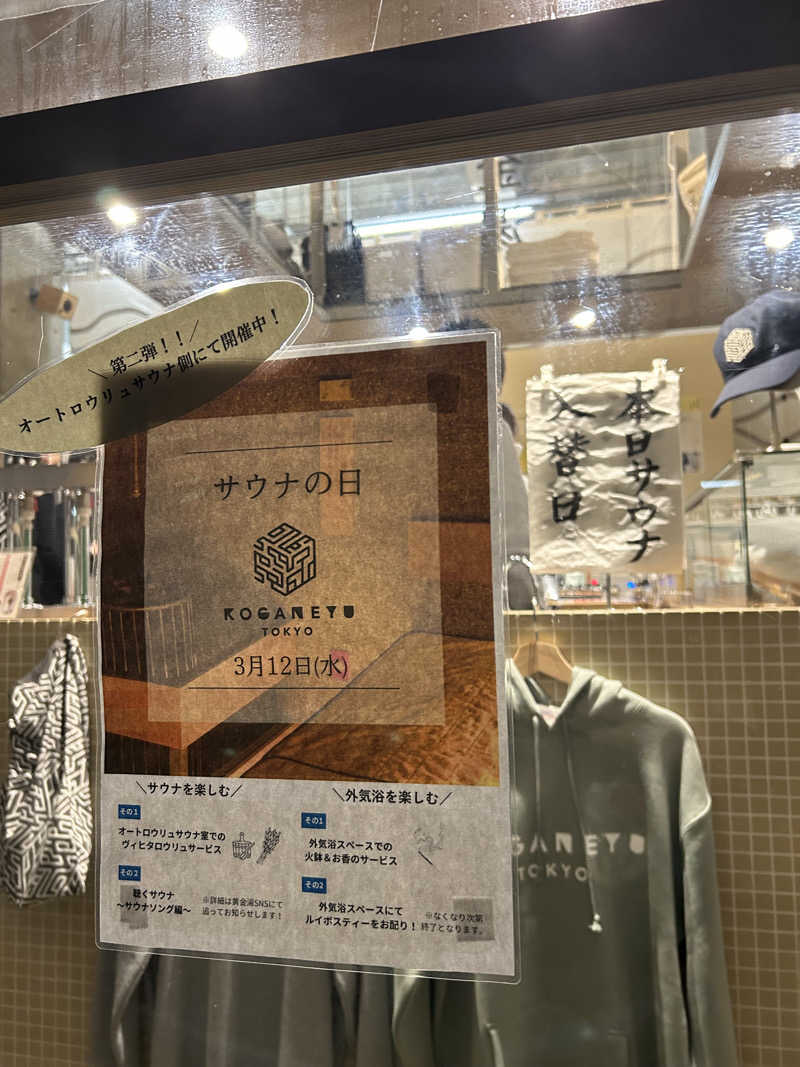 ＼第二弾！！／
オートロウリュサウナ側にて開催中！
サウナの日
KOGANEYU
TOKYO
3月12日(水)
＼サウナを楽しむ／
その1
オートロウリュサウナ室での
ヴィヒタロウリュサービス
その2
聴くサウナ
～サウナソング編～
※詳細は黄金湯SNSにて
追ってお知らせします！
＼外気浴を楽しむ／
その1
外気浴スペースでの
火鉢＆お香のサービス
その2
外気浴スペースにて
ルイボスティーをお配り！
※なくなり次第
終了となります。
本日サウナ
入替日
OGANEYU
TOKYO